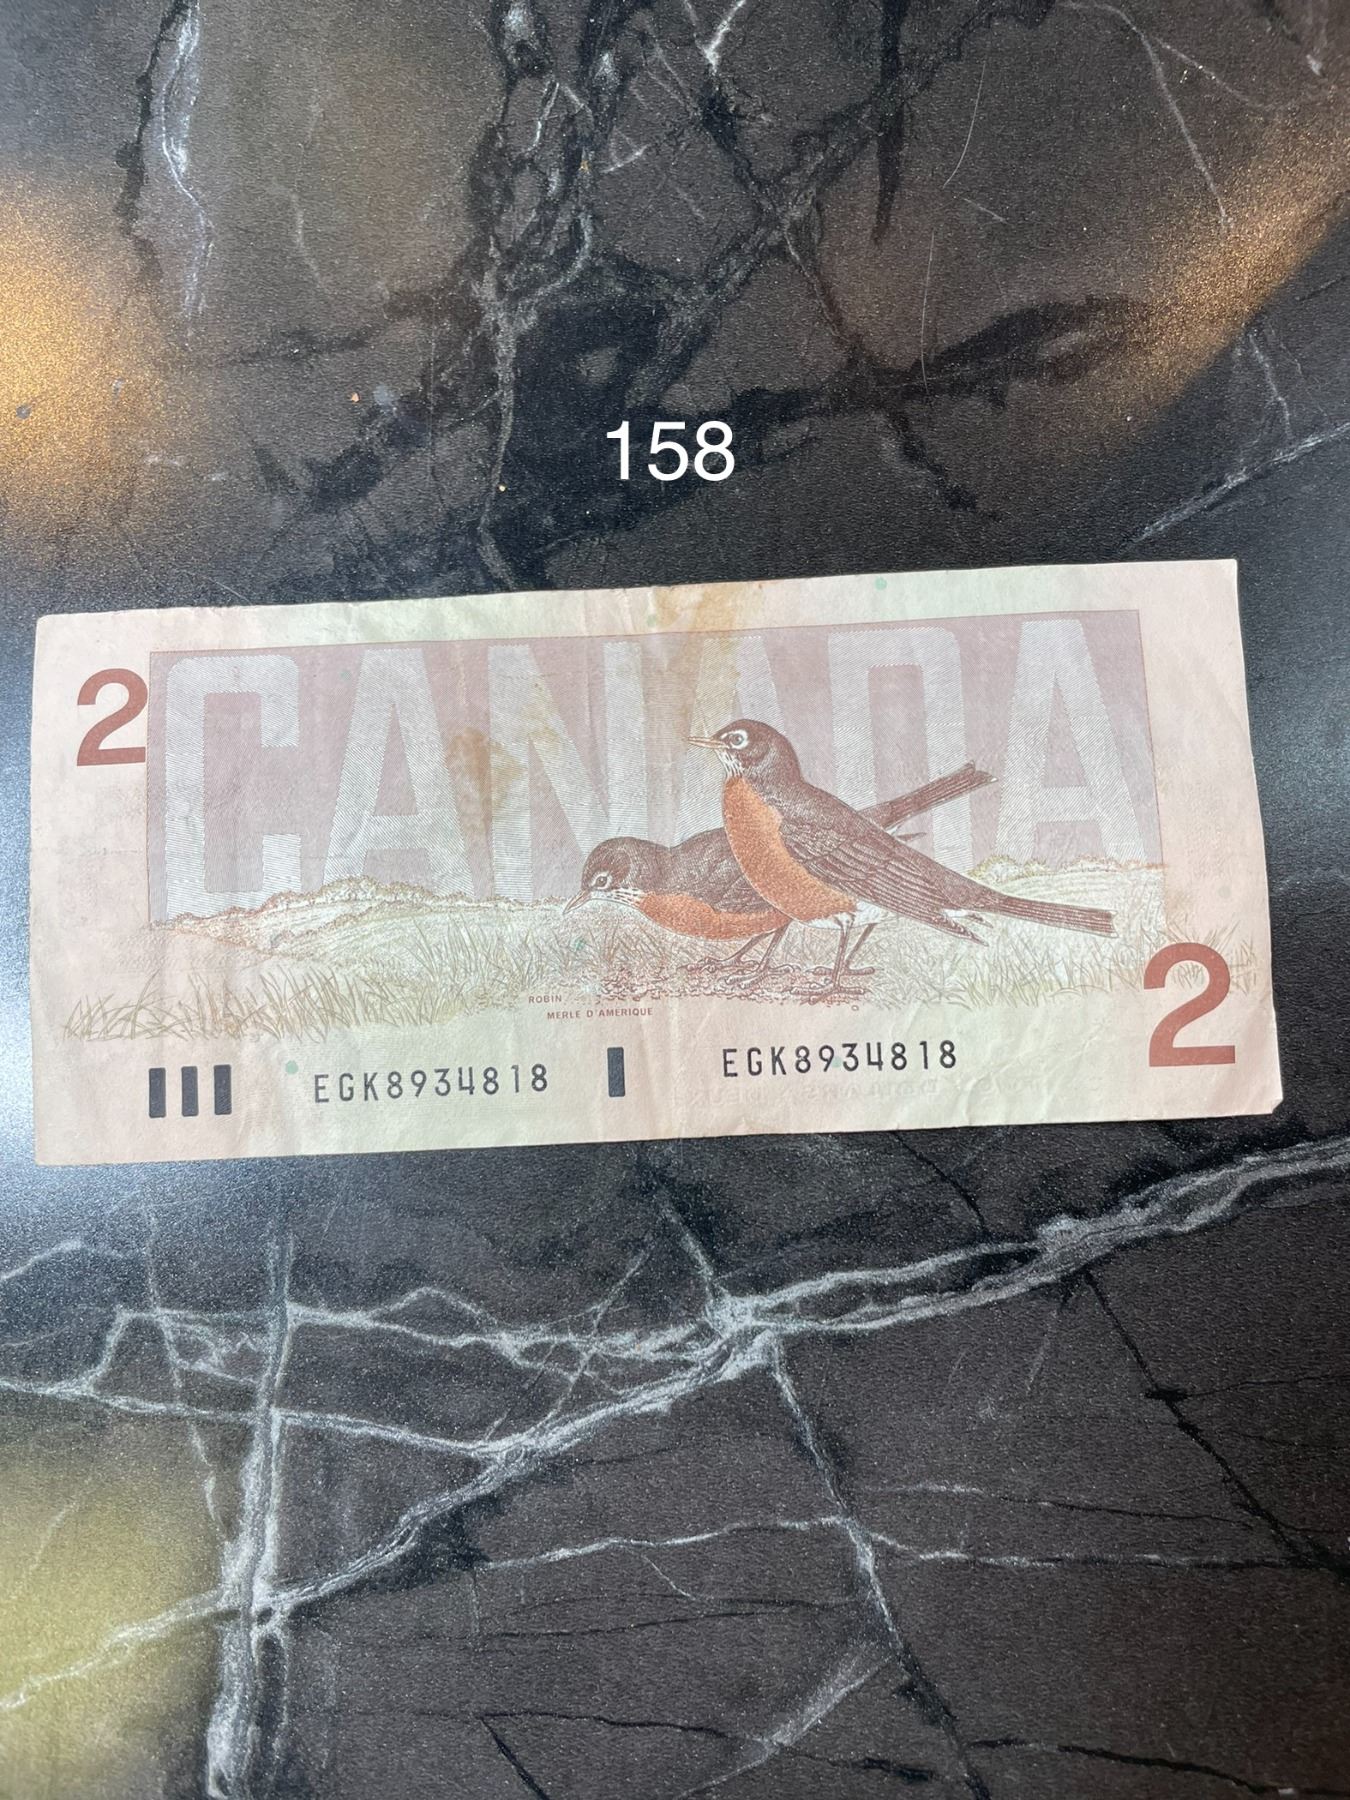 158
2
CANADA
ROBIN
MERLE D'AMÉRIQUE
2
EGK8934818
EGK8934818